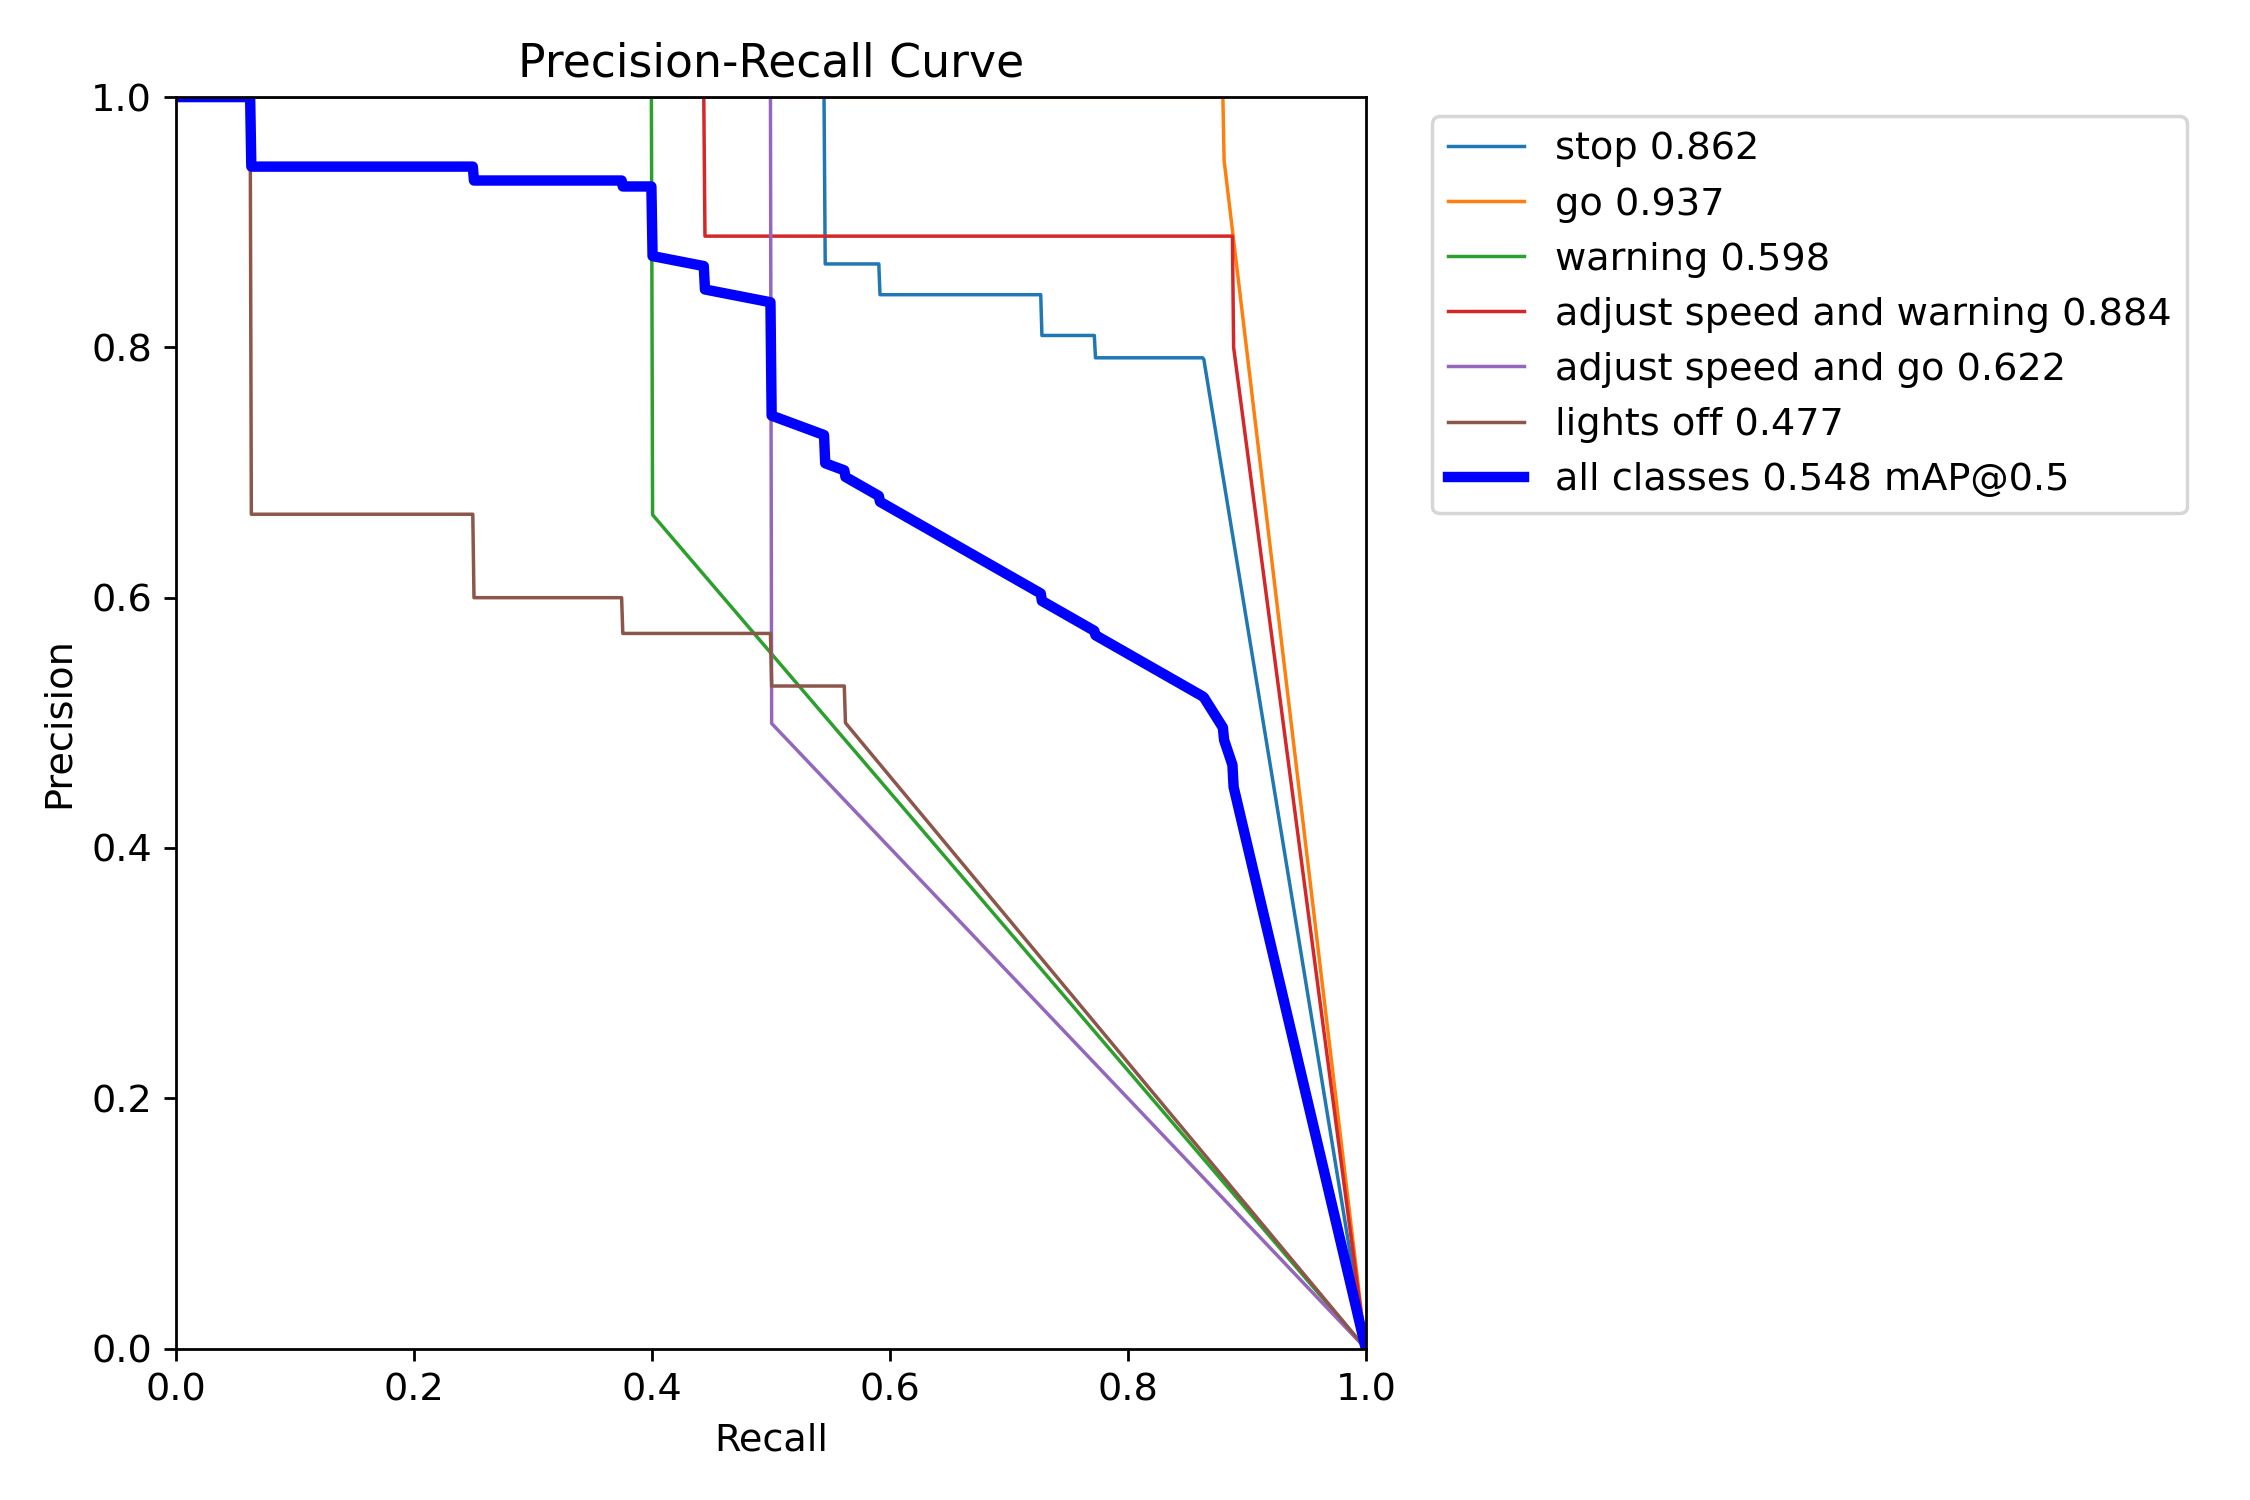 Precision-Recall Curve
1.0
0.8
0.6
0.4
0.2
0.0
Precision
0.0 0.2 0.4 0.6 0.8 1.0
Recall
stop 0.862
go 0.937
warning 0.598
adjust speed and warning 0.884
adjust speed and go 0.622
lights off 0.477
all classes 0.548 mAP@0.5